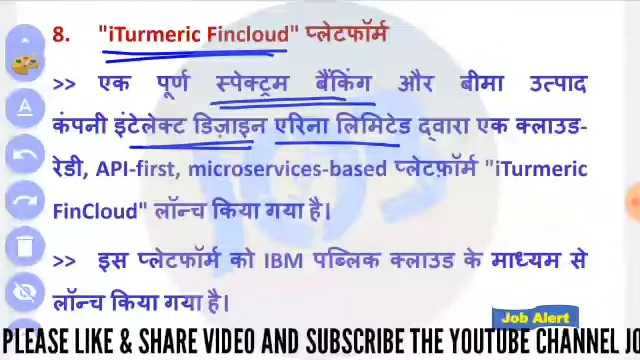 8. "iTurmeric Fincloud" प्लेटफॉर्म
>> एक पूर्ण स्पेक्ट्रम बैंकिंग और बीमा उत्पाद
कंपनी इंटेलेक्ट डिज़ाइन एरिना लिमिटेड द्वारा एक क्लाउड-
रेडी, API-first, microservices-based प्लेटफ़ॉर्म "iTurmeric
FinCloud" लॉन्च किया गया है।
>> इस प्लेटफॉर्म को IBM पब्लिक क्लाउड के माध्यम से
लॉन्च किया गया है।
Job Alert
PLEASE LIKE & SHARE VIDEO AND SUBSCRIBE THE YOUTUBE CHANNEL JO